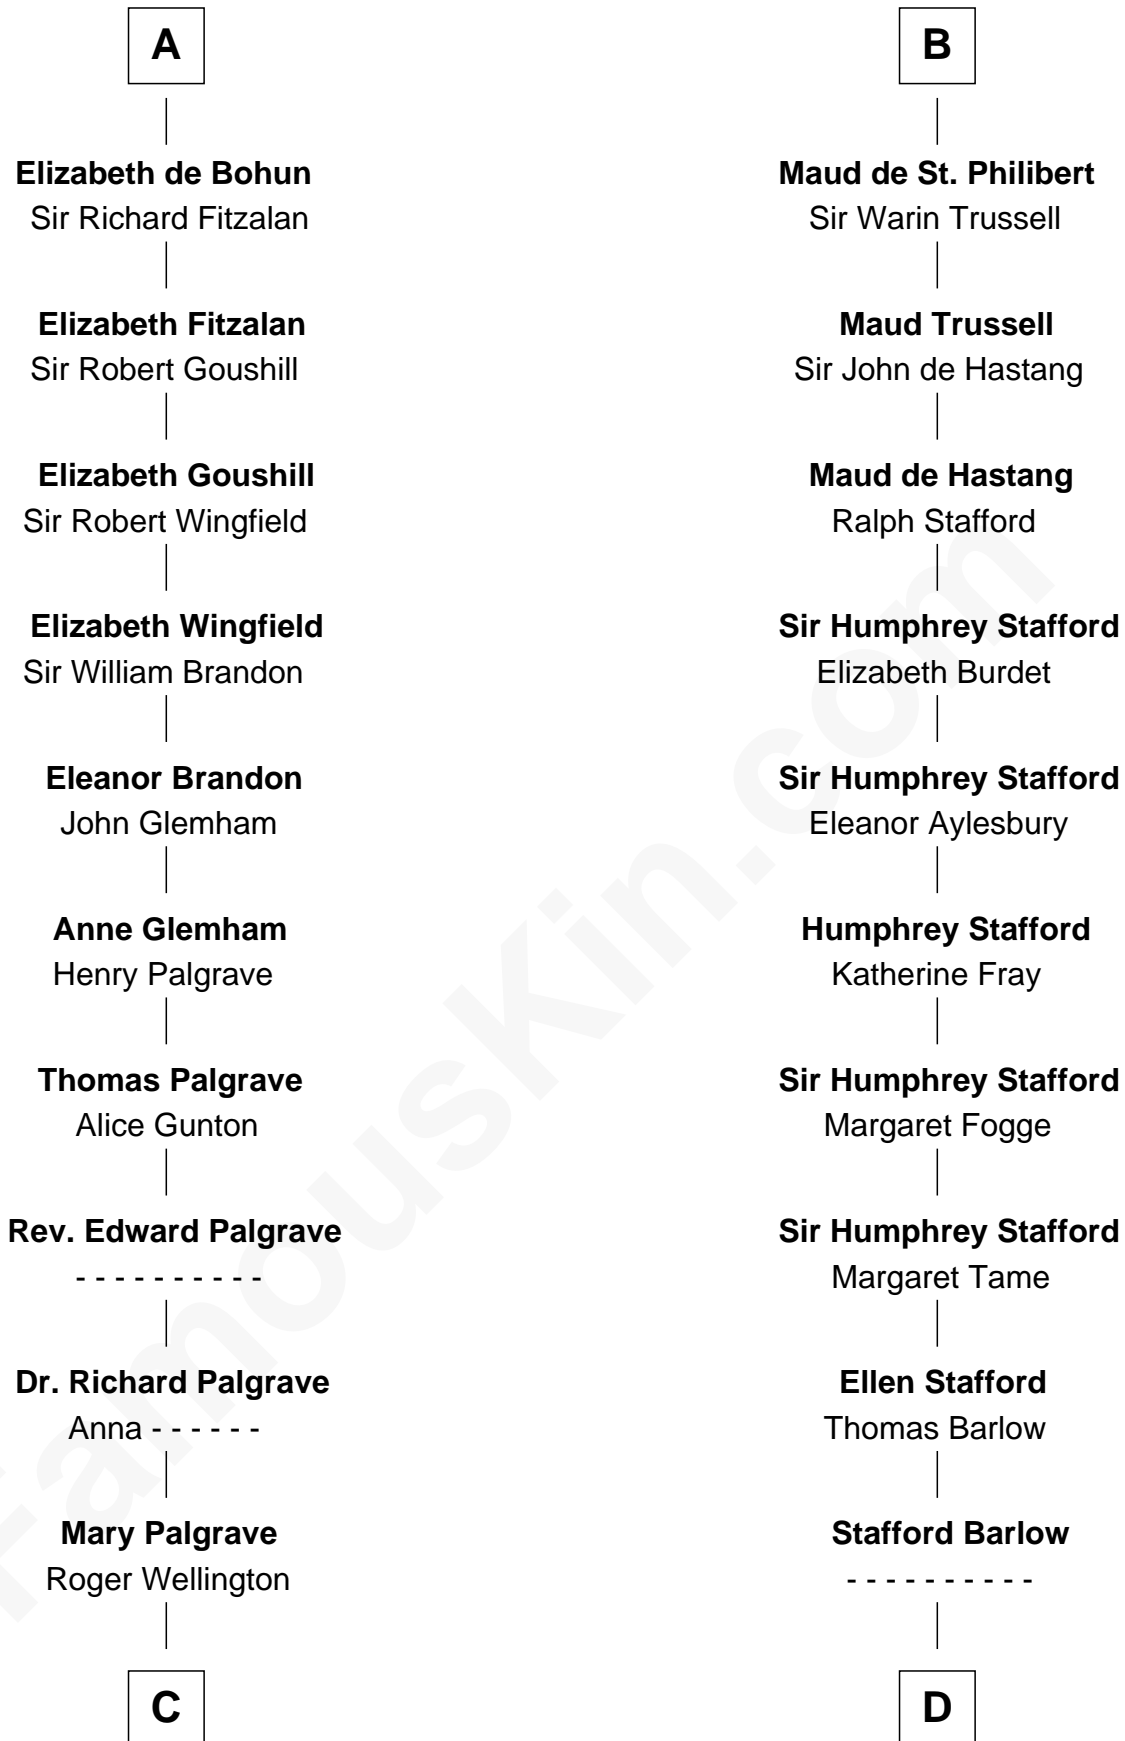 A
Elizabeth de Bohun
Sir Richard Fitzalan
Elizabeth Fitzalan
Sir Robert Goushill
Elizabeth Goushill
Sir Robert Wingfield
Elizabeth Wingfield
Sir William Brandon
Eleanor Brandon
John Glemham
Anne Glemham
Henry Palgrave
Thomas Palgrave
Alice Gunton
Rev. Edward Palgrave
- - - - - - - - - -
Dr. Richard Palgrave
Anna - - - - - -
Mary Palgrave
Roger Wellington
C
B
Maud de St. Philibert
Sir Warin Trussell
Maud Trussell
Sir John de Hastang
Maud de Hastang
Ralph Stafford
Sir Humphrey Stafford
Elizabeth Burdet
Sir Humphrey Stafford
Eleanor Aylesbury
Humphrey Stafford
Katherine Fray
Sir Humphrey Stafford
Margaret Fogge
Sir Humphrey Stafford
Margaret Tame
Ellen Stafford
Thomas Barlow
Stafford Barlow
- - - - - - - - - -
D
FamousKin.com